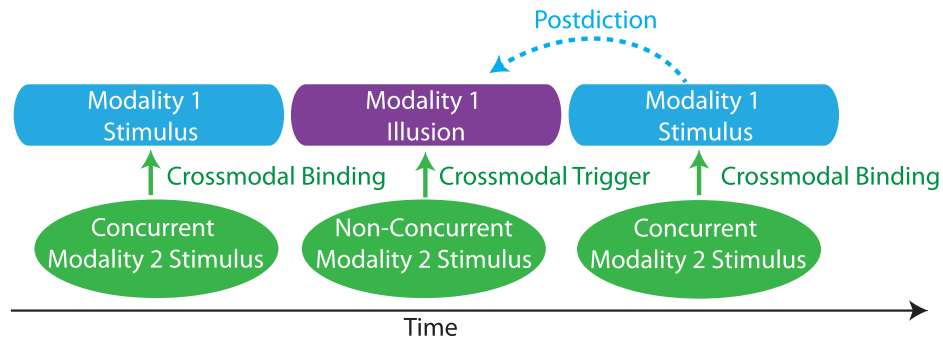 Postdiction
Modality 1
Stimulus
Modality 1
Illusion
Modality 1
Stimulus
Crossmodal Binding
Crossmodal Trigger
Crossmodal Binding
Concurrent
Modality 2 Stimulus
Non-Concurrent
Modality 2 Stimulus
Concurrent
Modality 2 Stimulus
Time